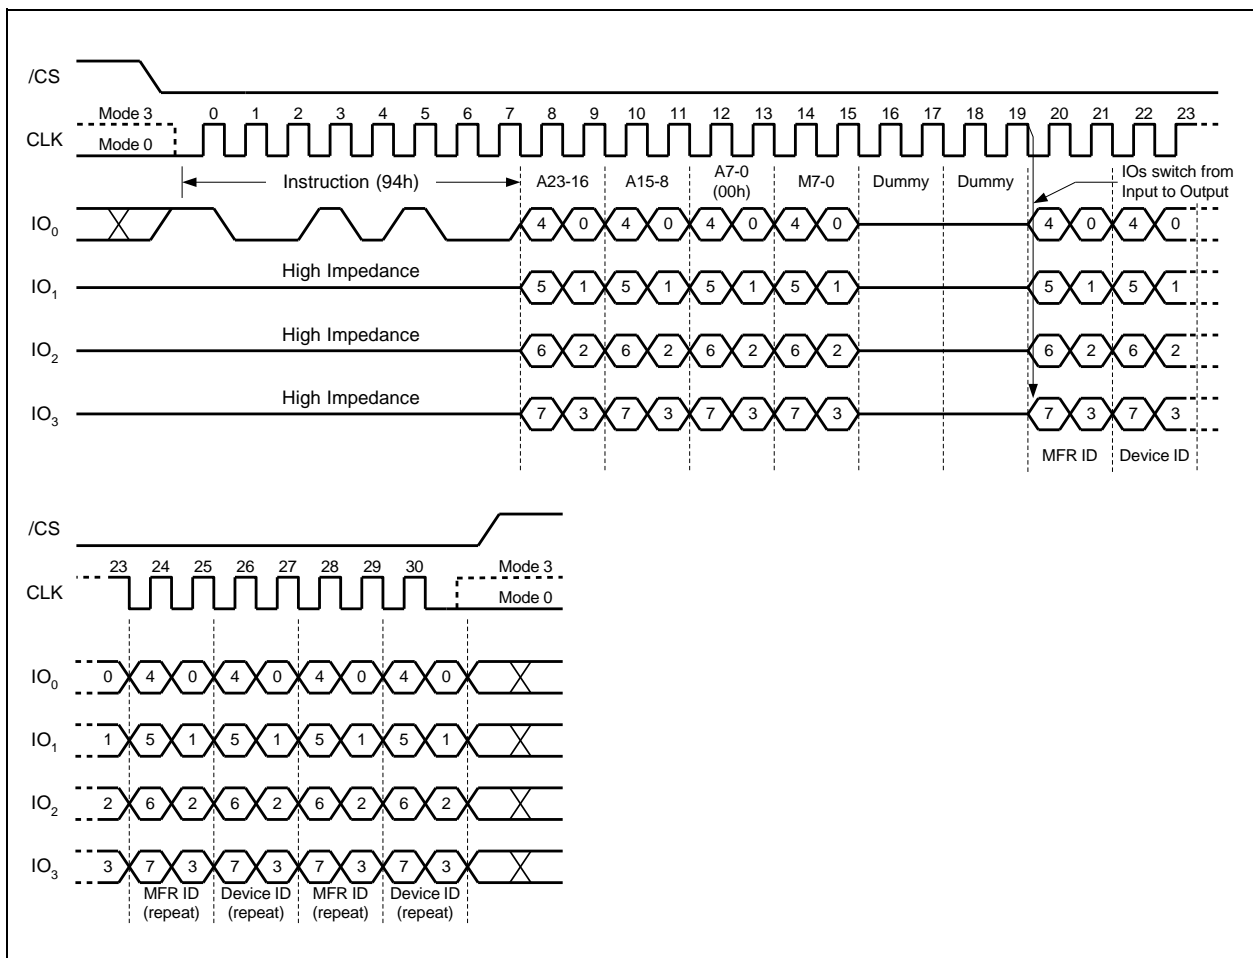 /CS
Mode 3 0 1 2 3 4 5 6 7 8 9 10 11 12 13 14 15 16 17 18 19 20 21 22 23
CLK Mode 0
Instruction (94h) A23-16 A15-8 A7-0 (00h) M7-0 Dummy Dummy IOs switch from Input to Output
IO0 4 0 4 0 4 0 4 0 4 0 4 0
High Impedance
IO1 5 1 5 1 5 1 5 1 5 1 5 1
High Impedance
IO2 6 2 6 2 6 2 6 2 6 2 6 2
High Impedance
IO3 7 3 7 3 7 3 7 3 7 3 7 3
MFR ID Device ID
/CS
23 24 25 26 27 28 29 30 Mode 3
CLK Mode 0
IO0 0 4 0 4 0 4 0 4 0
IO1 1 5 1 5 1 5 1 5 1
IO2 2 6 2 6 2 6 2 6 2
IO3 3 7 3 7 3 7 3 7 3
MFR ID Device ID MFR ID Device ID
(repeat) (repeat) (repeat) (repeat)